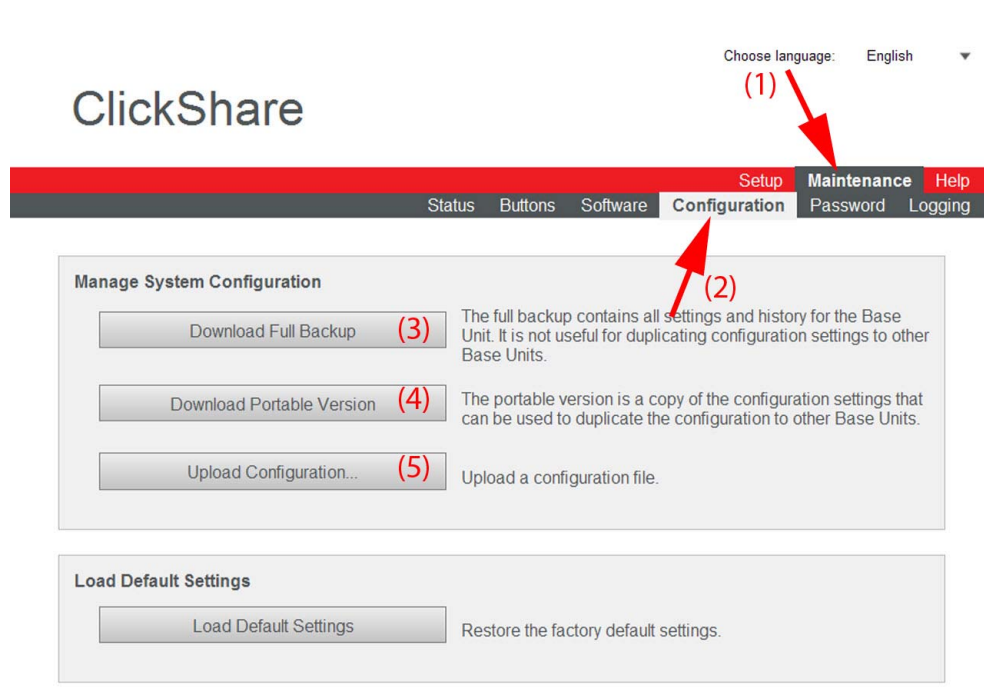 Choose language: English
(1)
ClickShare
Setup Maintenance Help
Status Buttons Software Configuration Password Logging
(2)
Manage System Configuration
Download Full Backup (3)
The full backup contains all settings and history for the Base
Unit. It is not useful for duplicating configuration settings to other
Base Units.
Download Portable Version (4)
The portable version is a copy of the configuration settings that
can be used to duplicate the configuration to other Base Units.
Upload Configuration... (5)
Upload a configuration file.
Load Default Settings
Load Default Settings
Restore the factory default settings.